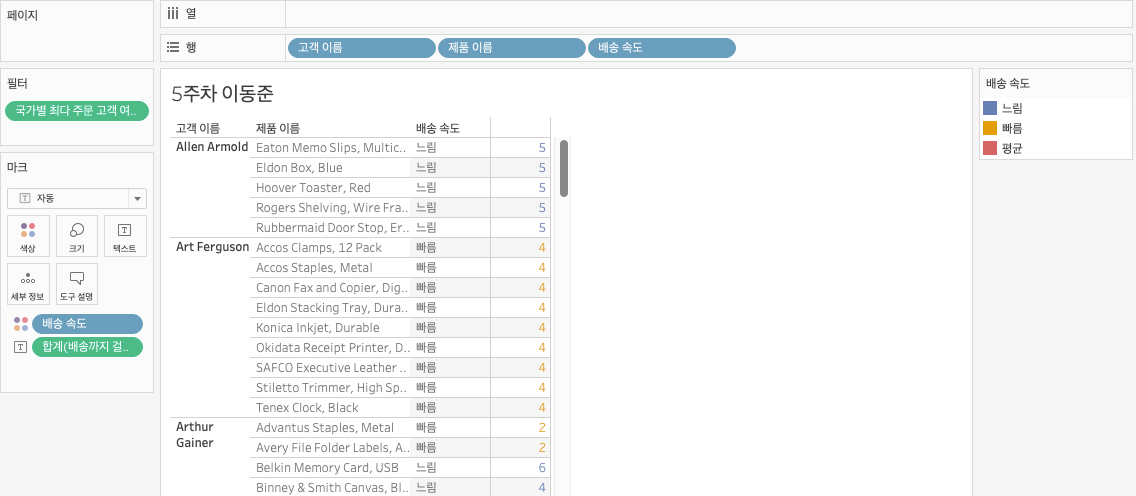 페이지
열
행
고객 이름
제품 이름
배송 속도
필터
국가별 최다 주문 고객 여..
마크
자동
색상
크기
텍스트
세부 정보
도구 설명
배송 속도
합계(배송까지 걸..
5주차 이동준
고객 이름 제품 이름 배송 속도
Allen Armold Eaton Memo Slips, Multic.. 느림 5
Eldon Box, Blue 느림 5
Hoover Toaster, Red 느림 5
Rogers Shelving, Wire Fra.. 느림 5
Rubbermaid Door Stop, Er.. 느림 5
Art Ferguson Accos Clamps, 12 Pack 빠름 4
Accos Staples, Metal 빠름 4
Canon Fax and Copier, Dig.. 빠름 4
Eldon Stacking Tray, Dura.. 빠름 4
Konica Inkjet, Durable 빠름 4
Okidata Receipt Printer, D.. 빠름 4
SAFCO Executive Leather .. 빠름 4
Stiletto Trimmer, High Sp.. 빠름 4
Tenex Clock, Black 빠름 4
Arthur Advantus Staples, Metal 빠름 2
Gainer Avery File Folder Labels, A.. 빠름 2
Belkin Memory Card, USB 느림 6
Binney & Smith Canvas, Bl.. 느림 4
배송 속도
느림
빠름
평균